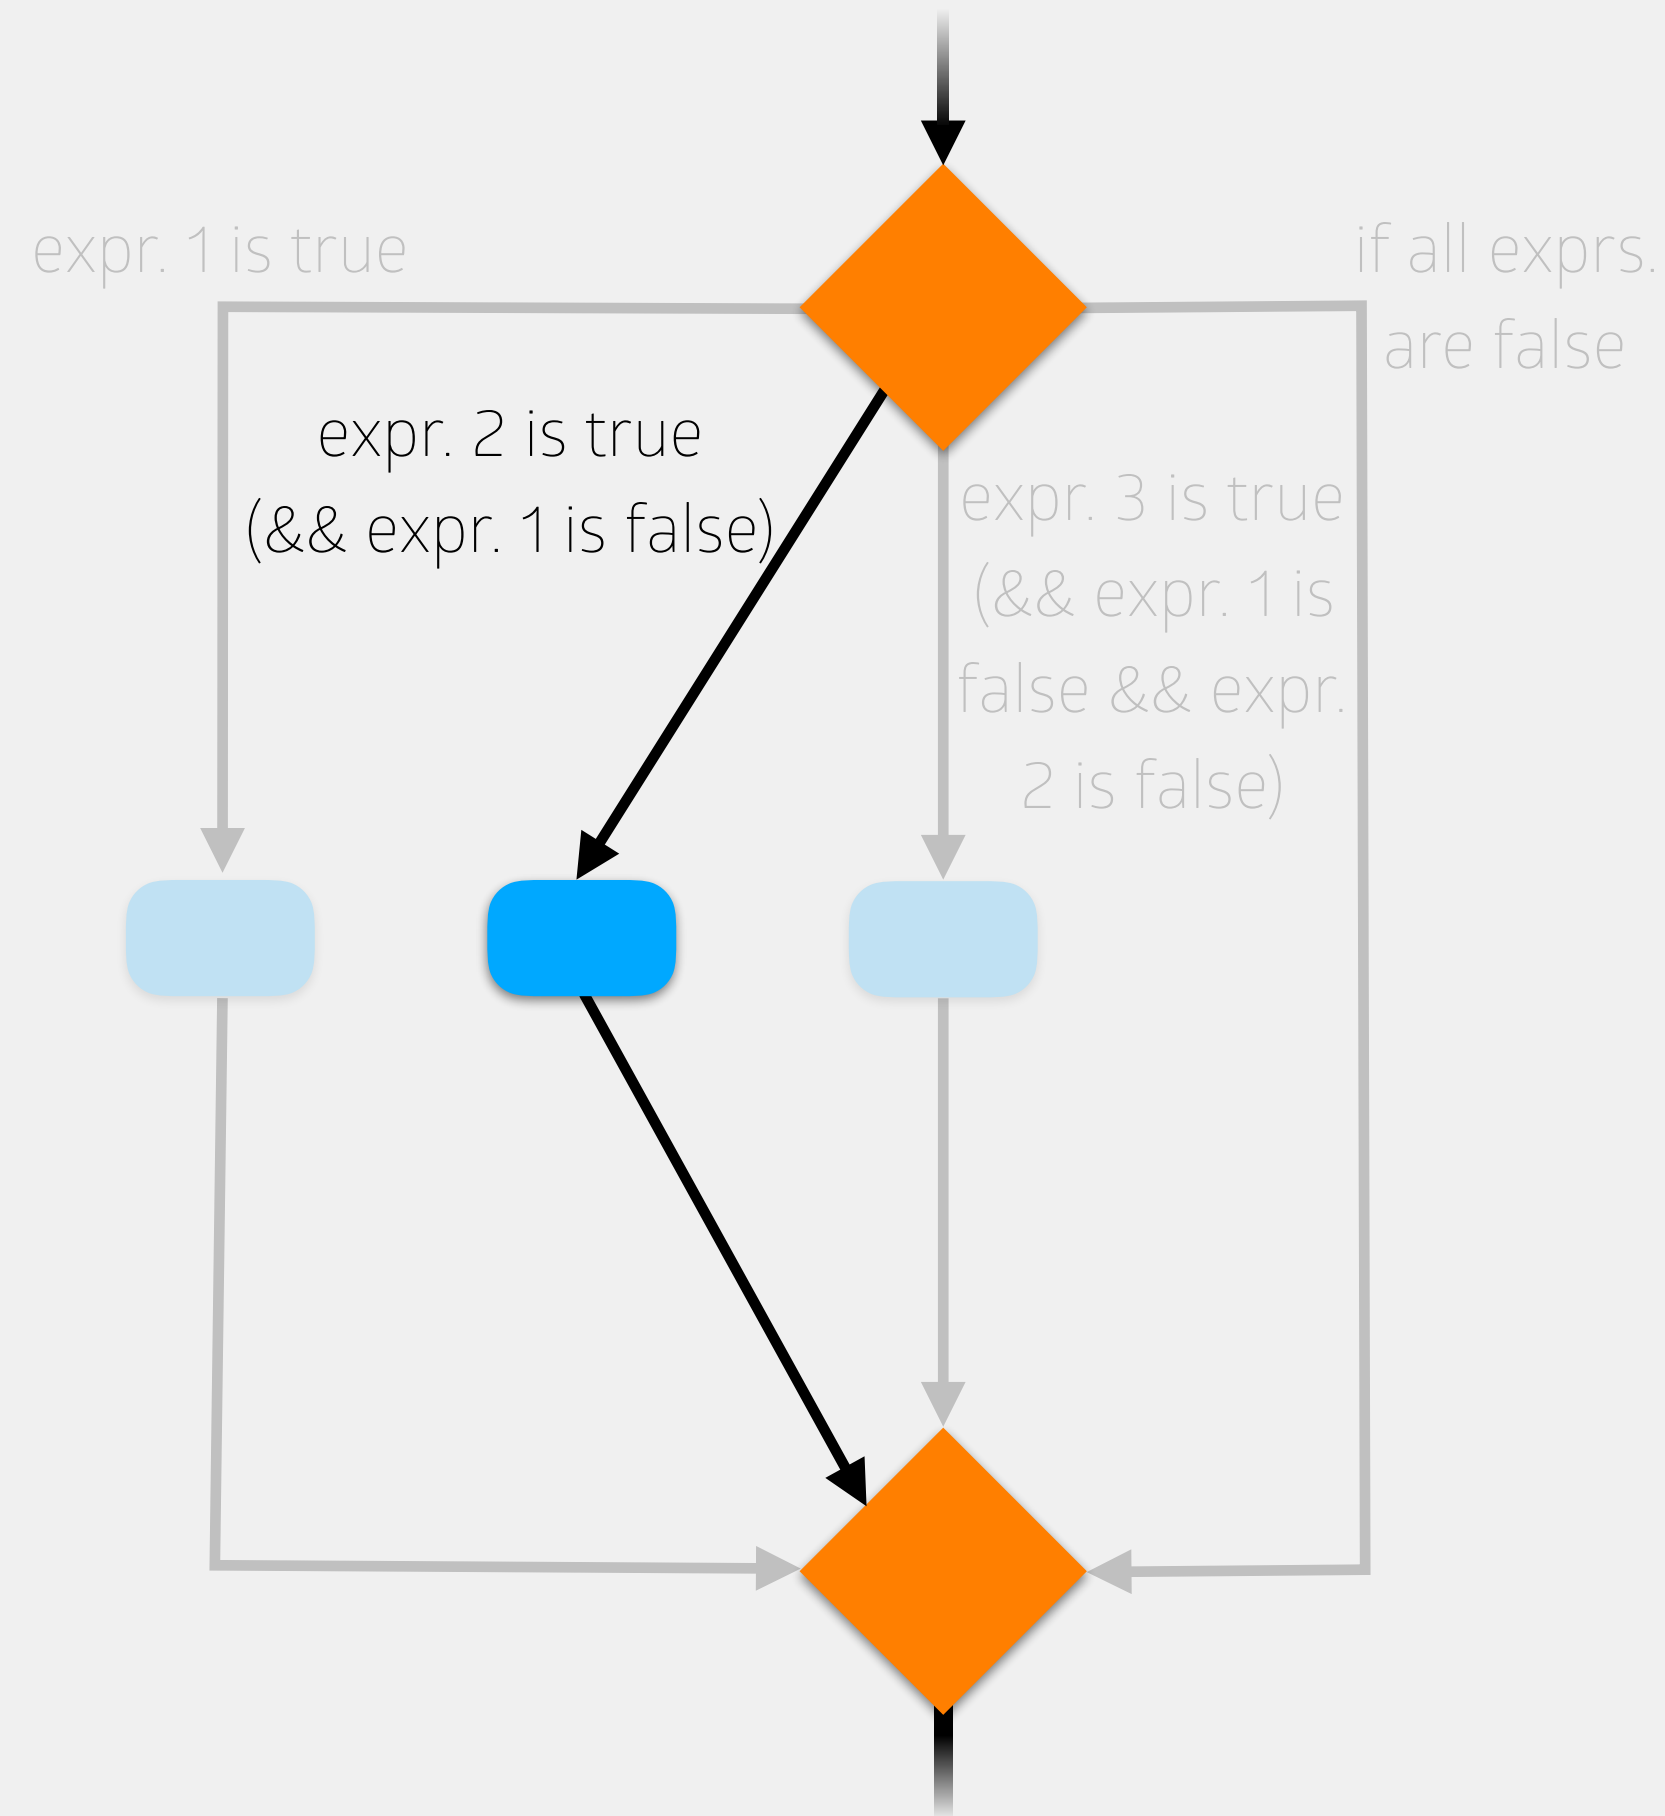 expr. 1 is true
if all exprs.
are false
expr. 2 is true
(&& expr. 1 is false)
expr. 3 is true
(&& expr. 1 is
false && expr.
2 is false)